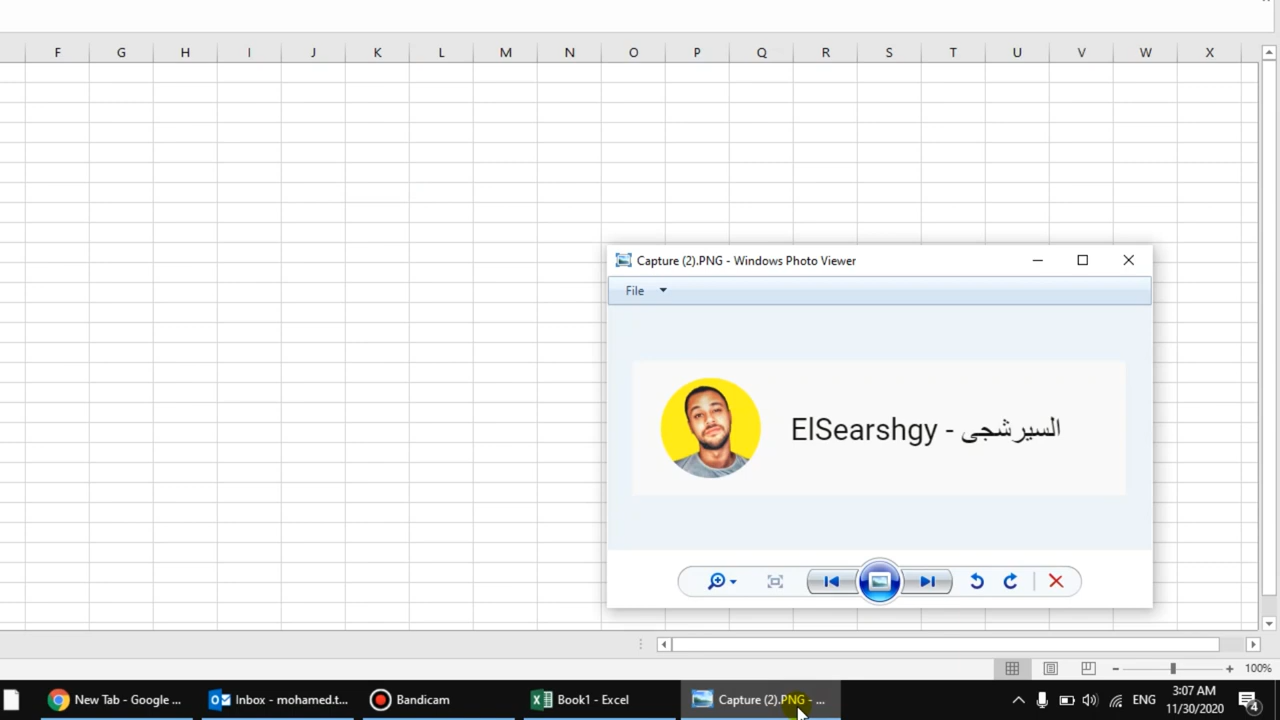 F G H I J K L M N O P Q R S T U V W X
Capture (2).PNG - Windows Photo Viewer
File
ElSearshgy - السيرشجى
100%
New Tab - Google ...
Inbox - mohamed.t...
Bandicam
Book1 - Excel
Capture (2).PNG - ...
ENG
3:07 AM
11/30/2020
4